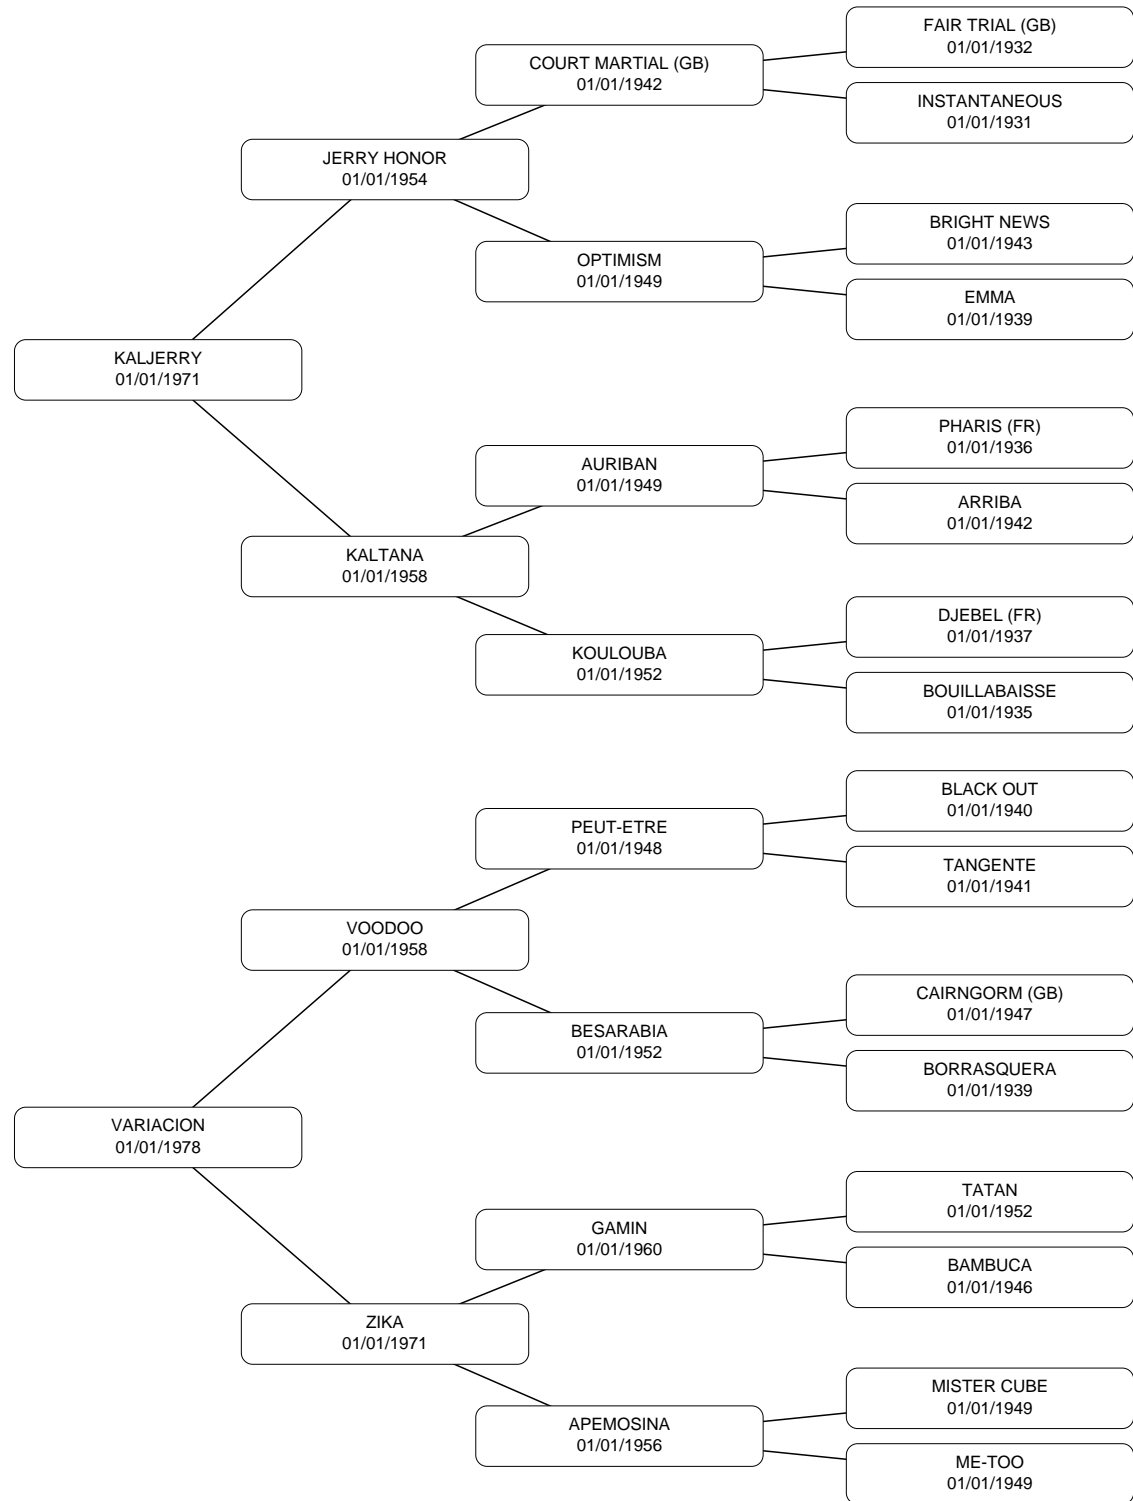 FAIR TRIAL (GB)
01/01/1932
COURT MARTIAL (GB)
01/01/1942
INSTANTANEOUS
01/01/1931
JERRY HONOR
01/01/1954
BRIGHT NEWS
01/01/1943
OPTIMISM
01/01/1949
EMMA
01/01/1939
KALJERRY
01/01/1971
PHARIS (FR)
01/01/1936
AURIBAN
01/01/1949
ARRIBA
01/01/1942
KALTANA
01/01/1958
DJEBEL (FR)
01/01/1937
KOULOUBA
01/01/1952
BOUILLABAISSE
01/01/1935
BLACK OUT
01/01/1940
PEUT-ETRE
01/01/1948
TANGENTE
01/01/1941
VOODOO
01/01/1958
CAIRNGORM (GB)
01/01/1947
BESARABIA
01/01/1952
BORRASQUERA
01/01/1939
VARIACION
01/01/1978
TATAN
01/01/1952
GAMIN
01/01/1960
BAMBUCA
01/01/1946
ZIKA
01/01/1971
MISTER CUBE
01/01/1949
APEMOSINA
01/01/1956
ME-TOO
01/01/1949